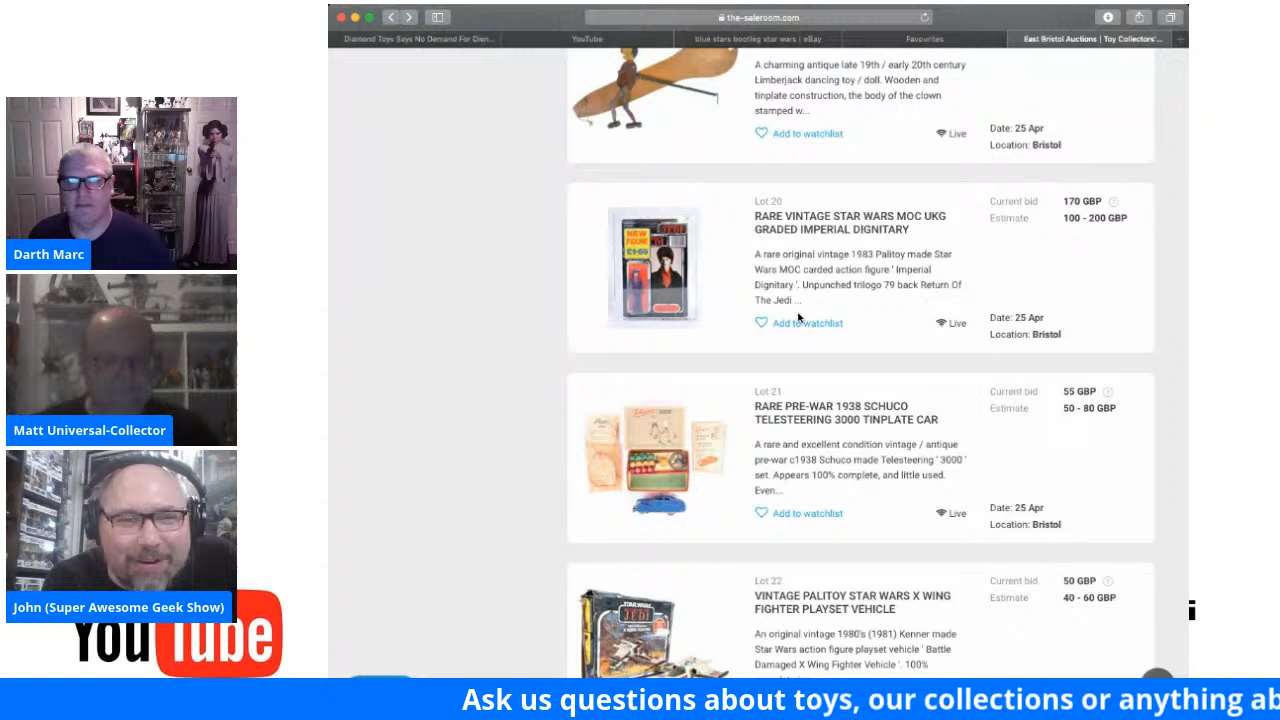 the-saleroom.com
Diamond Toys Says No Demand For Disn...
YouTube
blue stars bootleg star wars | eBay
Favourites
East Bristol Auctions | Toy Collectors'...
A charming antique late 19th / early 20th century
Limberjack dancing toy / doll. Wooden and
tinplate construction, the body of the clown
stamped w...
Add to watchlist
Live
Date: 25 Apr
Location: Bristol
Lot 20
RARE VINTAGE STAR WARS MOC UKG
GRADED IMPERIAL DIGNITARY
A rare original vintage 1983 Palitoy made Star
Wars MOC carded action figure ' Imperial
Dignitary '. Unpunched trilogo 79 back Return Of
The Jedi ...
Add to watchlist
Live
Current bid 170 GBP
Estimate 100 - 200 GBP
Date: 25 Apr
Location: Bristol
NEW
FIGURE
£1-50
JEDI
Lot 21
RARE PRE-WAR 1938 SCHUCO
TELESTEERING 3000 TINPLATE CAR
A rare and excellent condition vintage / antique
pre-war c1938 Schuco made Telesteering ' 3000 '
set. Appears 100% complete, and little used.
Even...
Add to watchlist
Live
Current bid 55 GBP
Estimate 50 - 80 GBP
Date: 25 Apr
Location: Bristol
Lot 22
VINTAGE PALITOY STAR WARS X WING
FIGHTER PLAYSET VEHICLE
An original vintage 1980's (1981) Kenner made
Star Wars action figure playset vehicle ' Battle
Damaged X Wing Fighter Vehicle '. 100%
Current bid 50 GBP
Estimate 40 - 60 GBP
STAR WARS
JEDI
Darth Marc
Matt Universal-Collector
John (Super Awesome Geek Show)
YouTube
i
Ask us questions about toys, our collections or anything ab